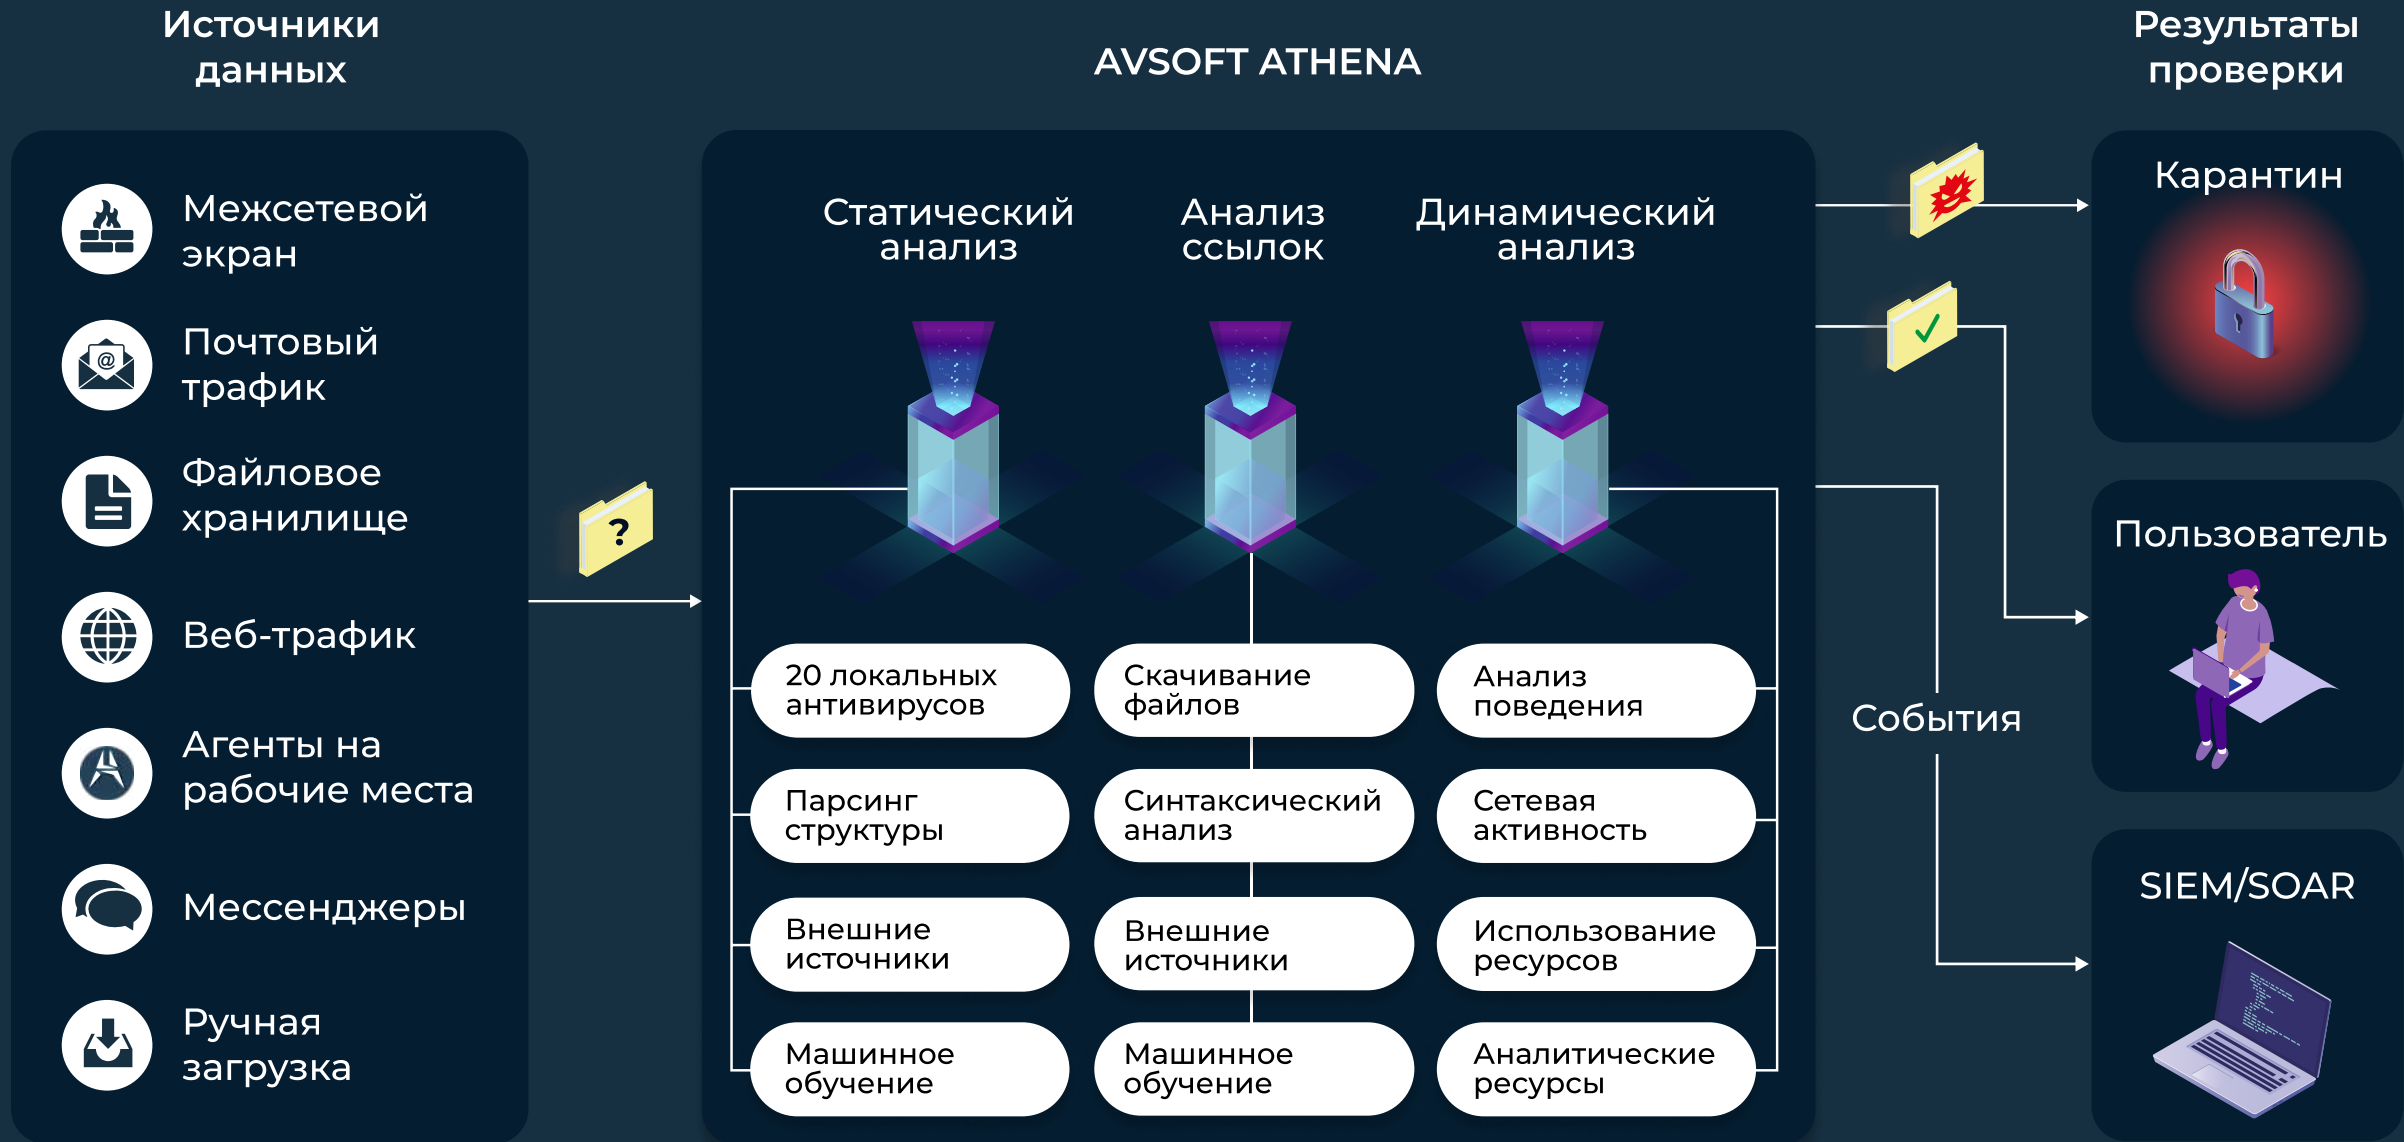 Источники
данных
AVSOFT ATHENA
Результаты
проверки
Межсетевой
экран
Почтовый
трафик
@
Файловое
хранилище
Веб-трафик
Агенты на
рабочие места
Мессенджеры
Ручная
загрузка
?
Статический
анализ
Анализ
ссылок
Динамический
анализ
20 локальных
антивирусов
Парсинг
структуры
Внешние
источники
Машинное
обучение
Скачивание
файлов
Синтаксический
анализ
Внешние
источники
Машинное
обучение
Анализ
поведения
Сетевая
активность
Использование
ресурсов
Аналитические
ресурсы
События
Карантин
Пользователь
SIEM/SOAR